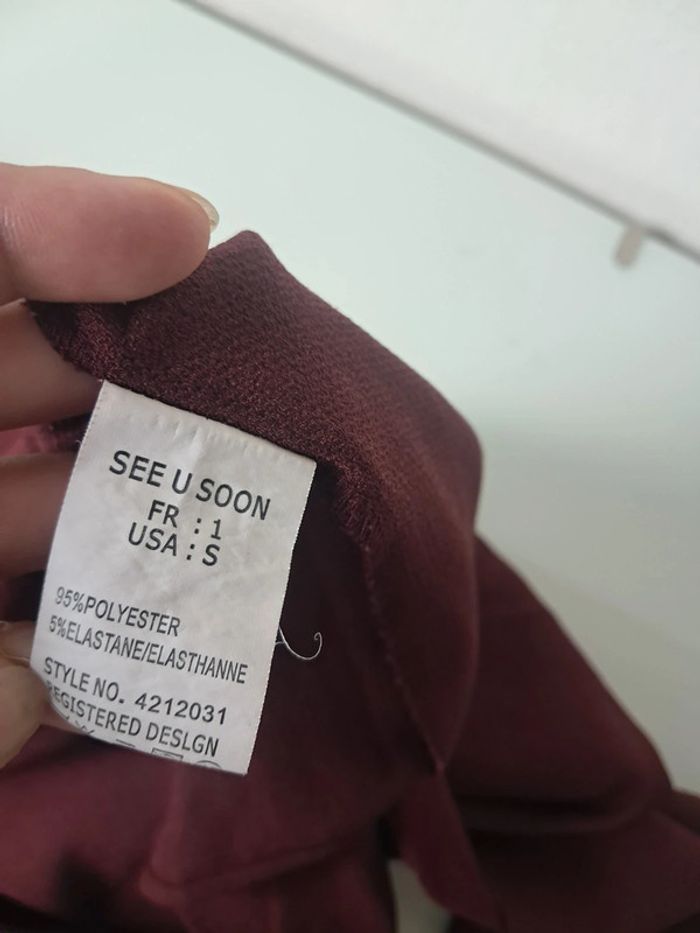 SEE U SOON
FR : 1
USA : S
95%POLYESTER
5%ELASTANE/ELASTHANNE
STYLE NO. 4212031
REGISTERED DESLGN